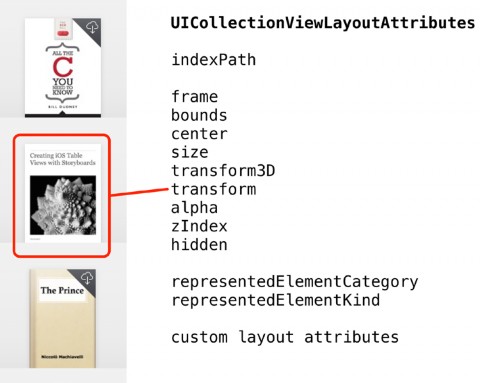 ALL THE
C
YOU
NEED TO
KNOW
BILL DUDNEY
Creating iOS Table
Views with Storyboards
The Prince
Niccolò Machiavelli
UICollectionViewLayoutAttributes
indexPath
frame
bounds
center
size
transform3D
transform
alpha
zIndex
hidden
representedElementCategory
representedElementKind
custom layout attributes